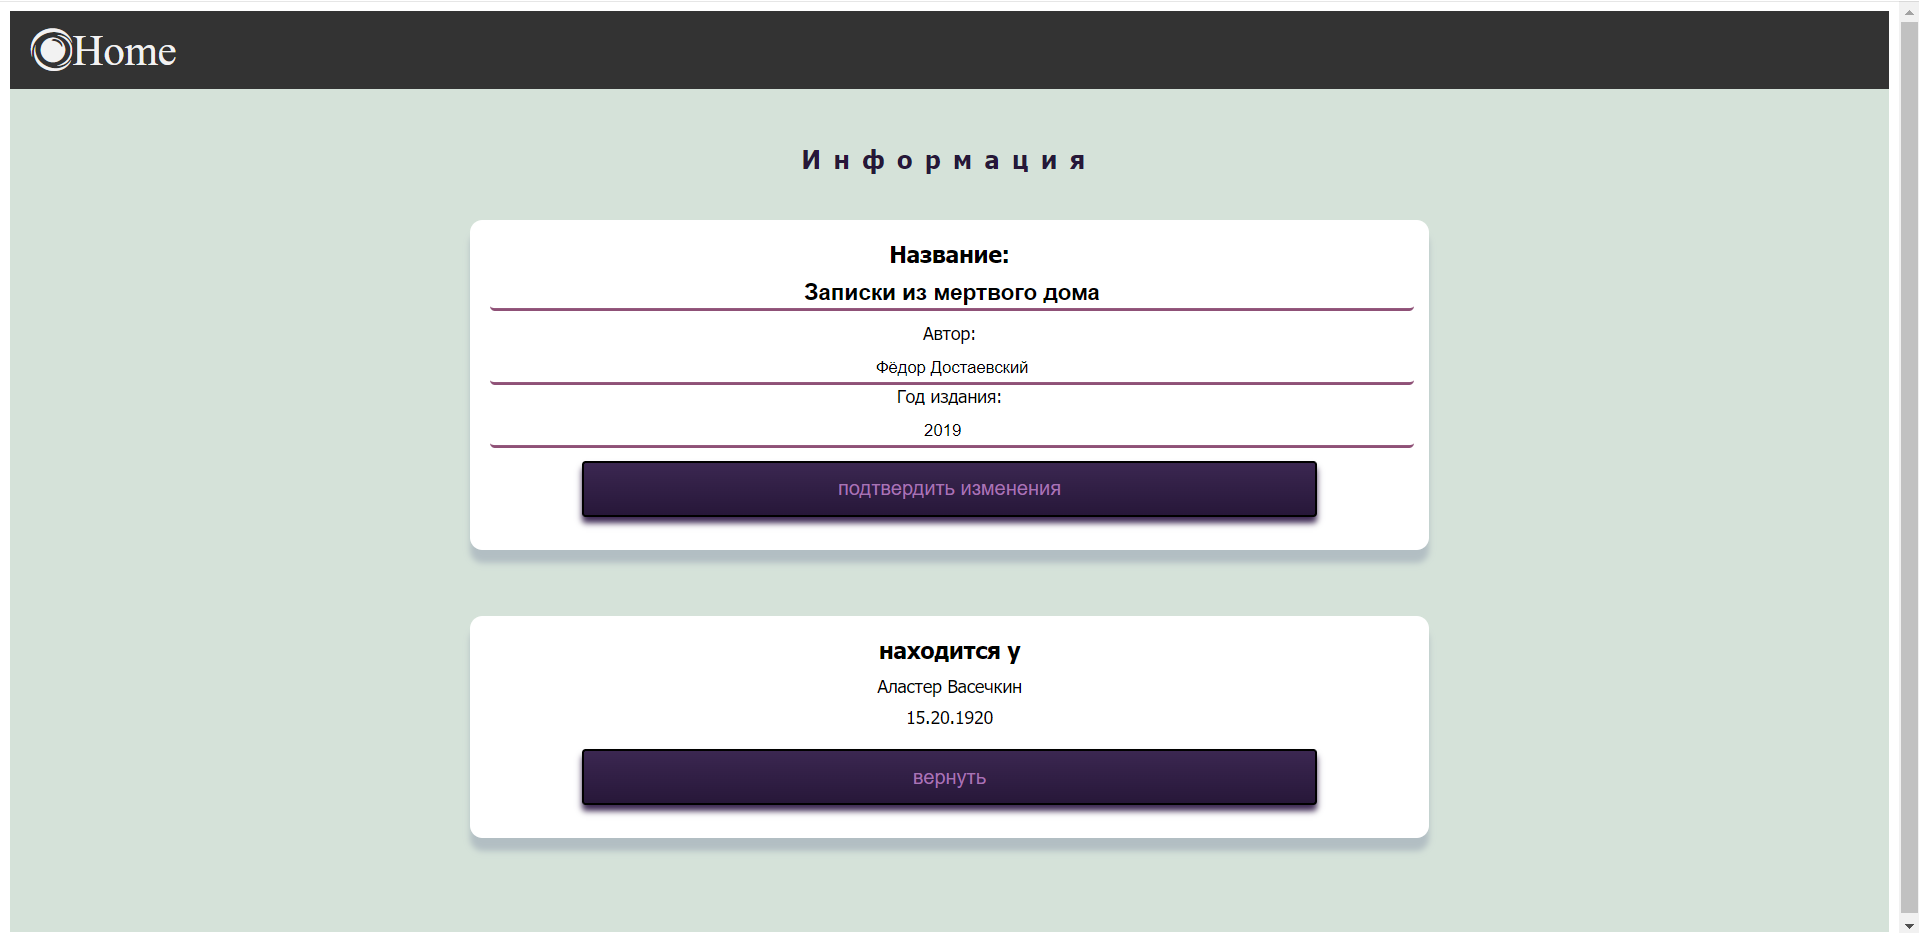 Home
Информация
Название:
Записки из мертвого дома
Автор:
Фёдор Достаевский
Год издания:
2019
подтвердить изменения
находится у
Аластер Васечкин
15.20.1920
вернуть